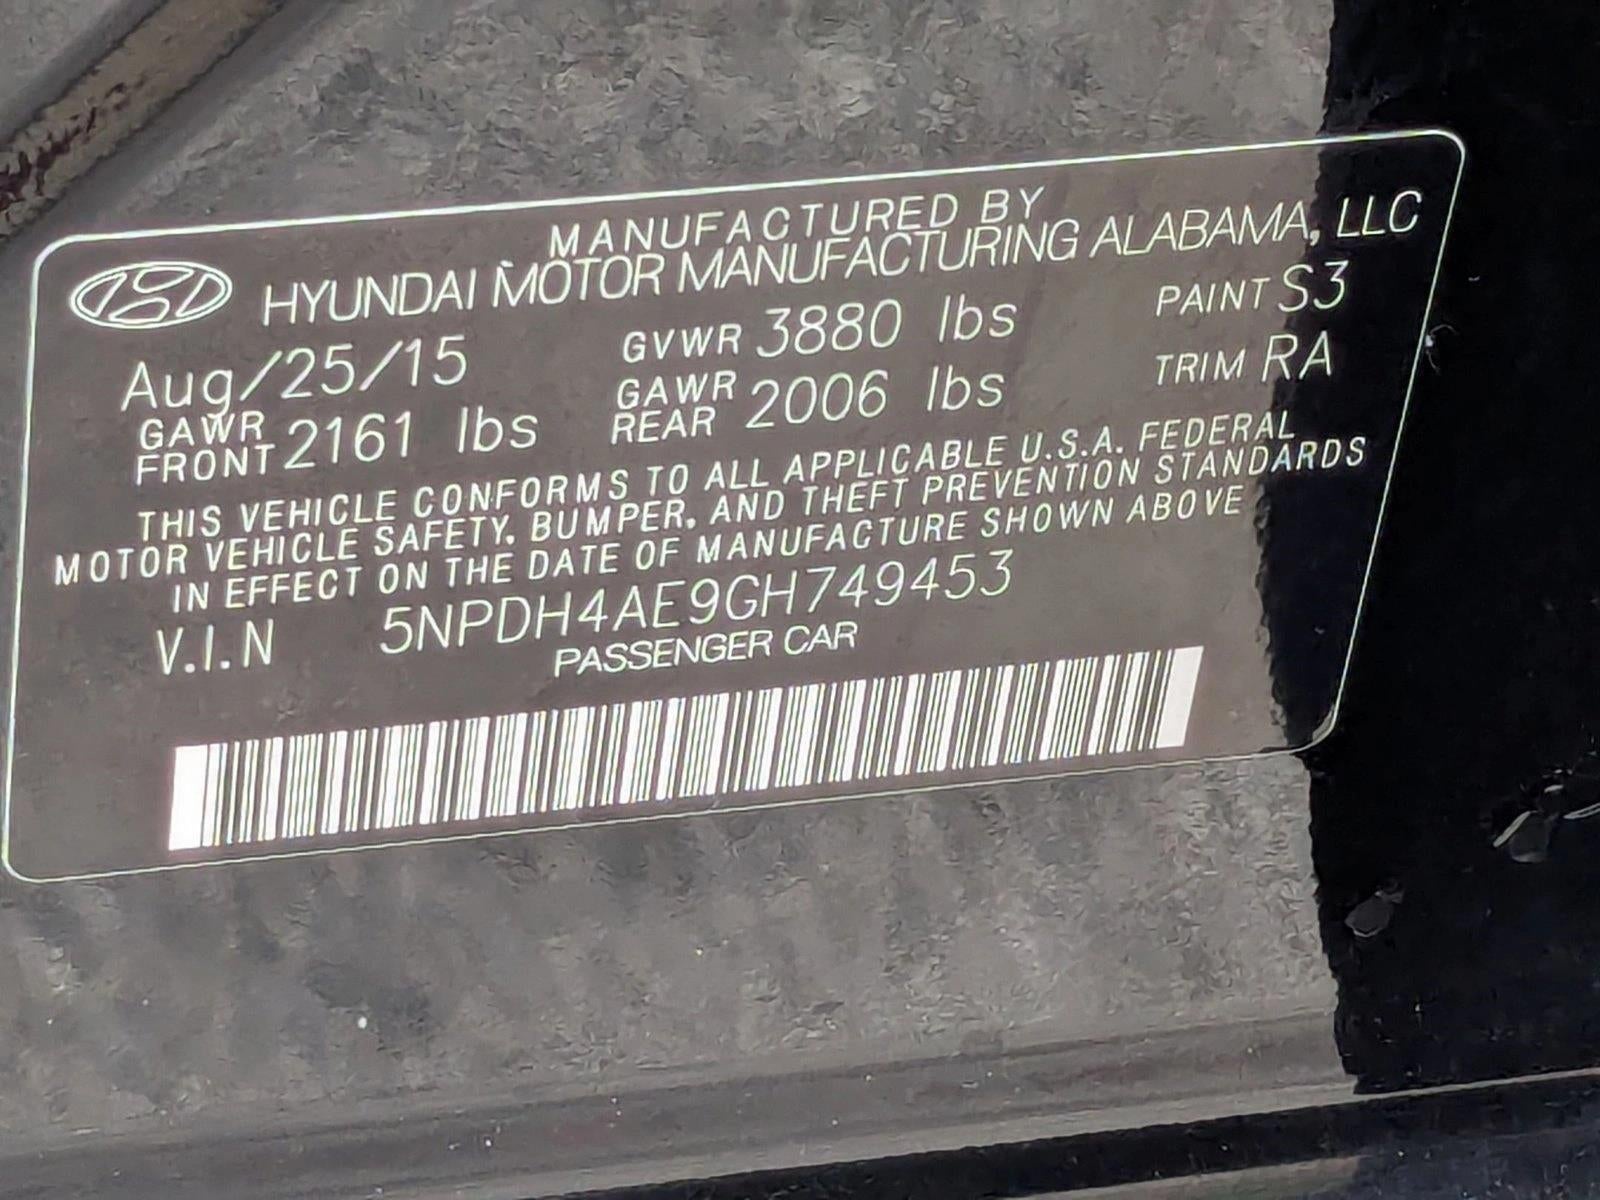 MANUFACTURED BY
HYUNDAI MOTOR MANUFACTURING ALABAMA, LLC
Aug/25/15 GVWR 3880 lbs PAINT S3
GAWR FRONT 2161 lbs GAWR REAR 2006 lbs TRIM RA
THIS VEHICLE CONFORMS TO ALL APPLICABLE U.S.A. FEDERAL
MOTOR VEHICLE SAFETY, BUMPER, AND THEFT PREVENTION STANDARDS
IN EFFECT ON THE DATE OF MANUFACTURE SHOWN ABOVE
V.I.N 5NPDH4AE9GH749453
PASSENGER CAR